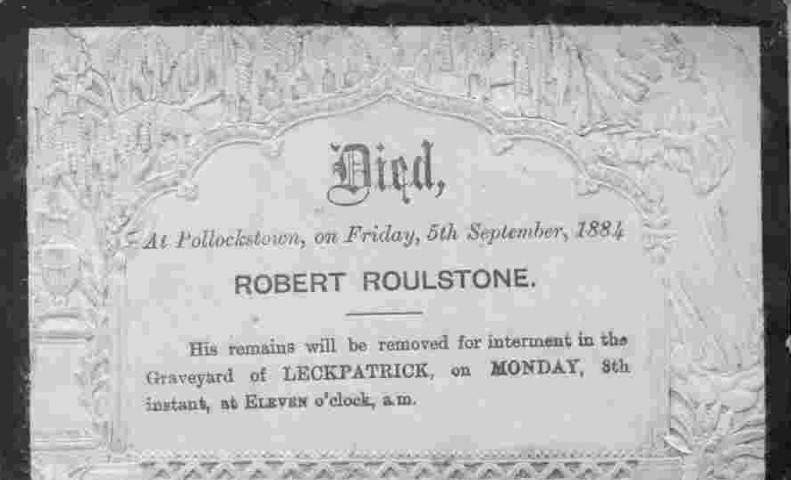 Died,
At Pollockstown, on Friday, 5th September, 1884
ROBERT ROULSTONE.
His remains will be removed for interment in the
Graveyard of LECKPATRICK, on MONDAY, 8th
instant, at ELEVEN o'clock, a.m.